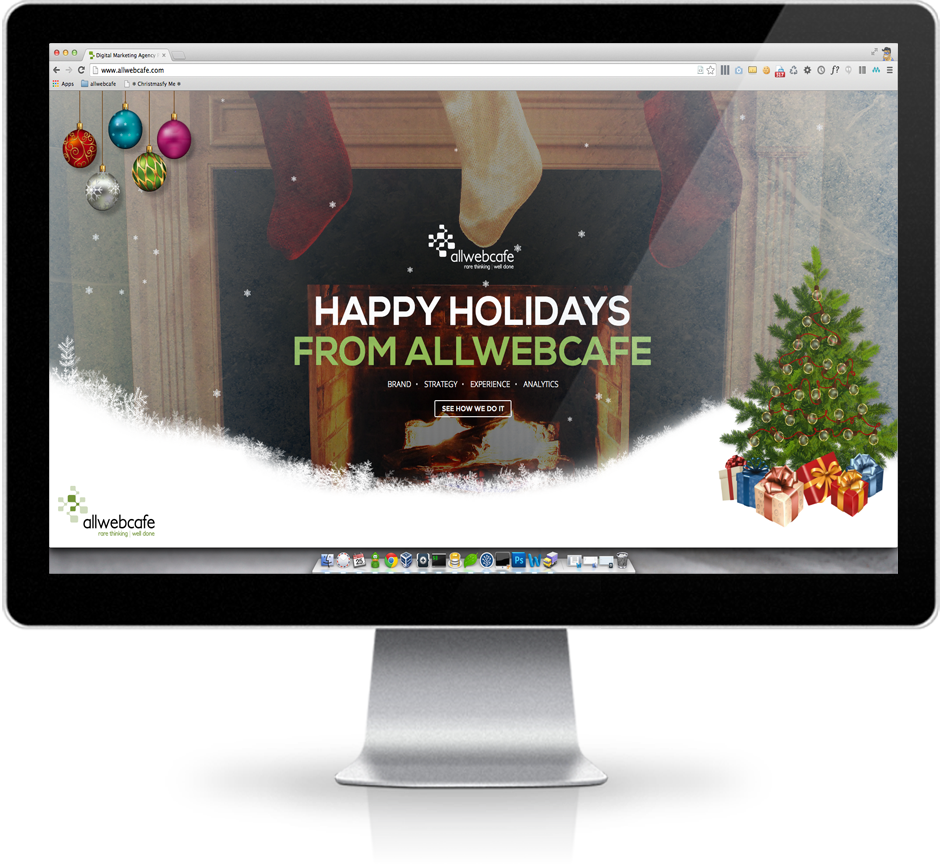 Digital Marketing Agency
www.allwebcafe.com
Apps allwebcafe * Christmasfy Me *
allwebcafe
rare thinking | well done
HAPPY HOLIDAYS
FROM ALLWEBCAFE
BRAND · STRATEGY · EXPERIENCE · ANALYTICS
SEE HOW WE DO IT
allwebcafe
rare thinking | well done
Ps